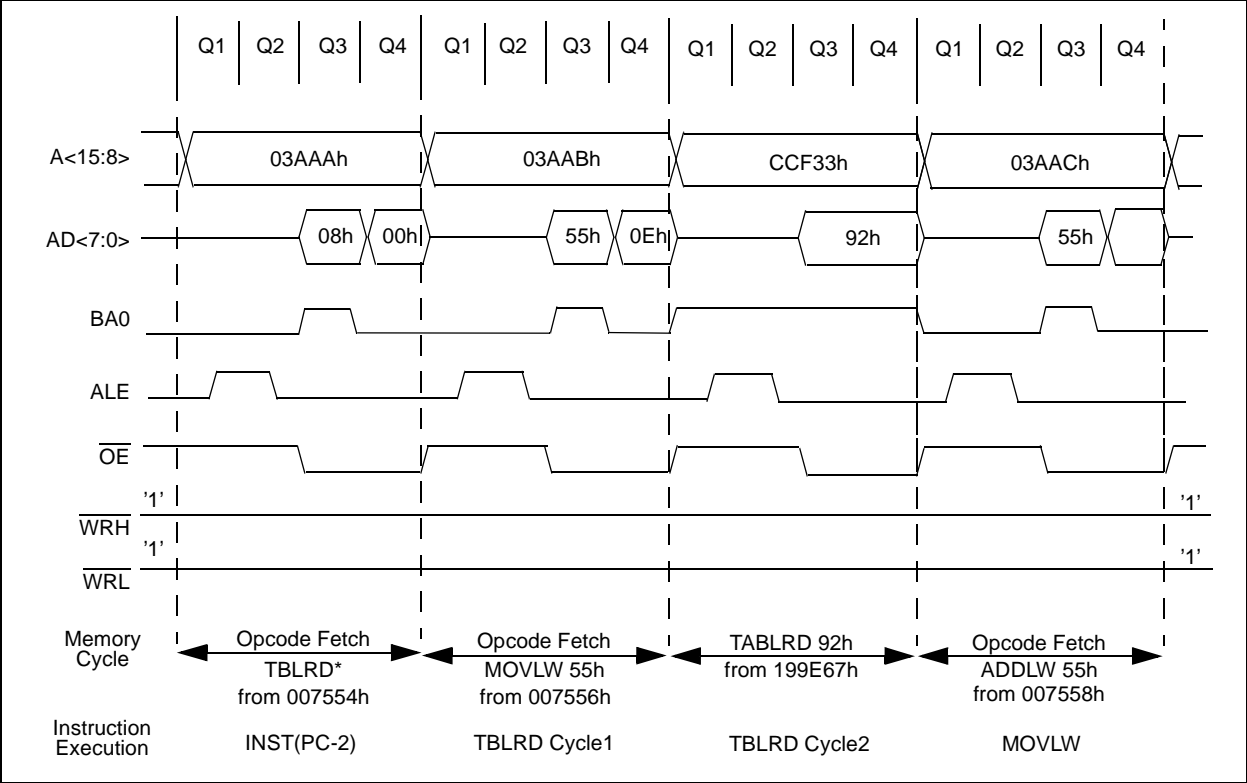 Q1 Q2 Q3 Q4 Q1 Q2 Q3 Q4 Q1 Q2 Q3 Q4 Q1 Q2 Q3 Q4
A<15:8> 03AAAh 03AABh CCF33h 03AACh
AD<7:0> 08h 00h 55h 0Eh 92h 55h
BA0
ALE
OE
'1' '1'
WRH
'1' '1'
WRL
Memory Cycle
Opcode Fetch
TBLRD*
from 007554h
Opcode Fetch
MOVLW 55h
from 007556h
TABLRD 92h
from 199E67h
Opcode Fetch
ADDLW 55h
from 007558h
Instruction Execution
INST(PC-2) TBLRD Cycle1 TBLRD Cycle2 MOVLW